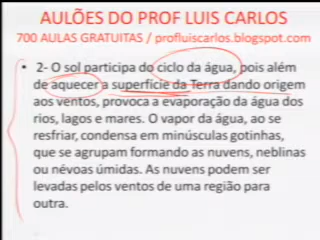 AULÕES DO PROF LUIS CARLOS
700 AULAS GRATUITAS / profluiscarlos.blogspot.com
• 2- O sol participa do ciclo da água, pois além
de aquecer a superfície da Terra dando origem
aos ventos, provoca a evaporação da água dos
rios, lagos e mares. O vapor da água, ao se
resfriar, condensa em minúsculas gotinhas,
que se agrupam formando as nuvens, neblinas
ou névoas úmidas. As nuvens podem ser
levadas pelos ventos de uma região para
outra.